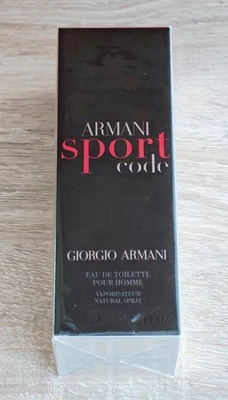 ARMANI
sport
code
GIORGIO ARMANI
EAU DE TOILETTE
POUR HOMME
VAPORISATEUR
NATURAL SPRAY